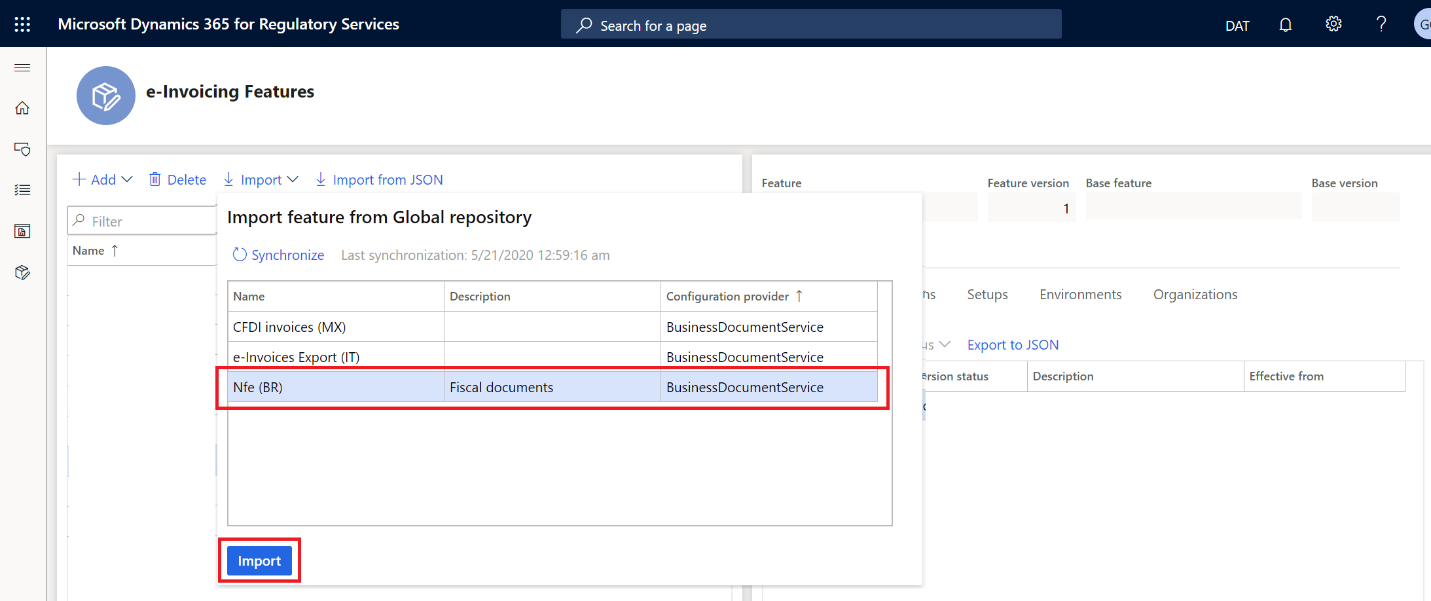 Microsoft Dynamics 365 for Regulatory Services
Search for a page
DAT
?
e-Invoicing Features
Add
Delete
Import
Import from JSON
Filter
Name ↑
Import feature from Global repository
Synchronize
Last synchronization: 5/21/2020 12:59:16 am
Name Description Configuration provider ↑
CFDI invoices (MX) BusinessDocumentService
e-Invoices Export (IT) BusinessDocumentService
Nfe (BR) Fiscal documents BusinessDocumentService
Import
Feature Feature version Base feature Base version
1
Setups Environments Organizations
Export to JSON
status Description Effective from